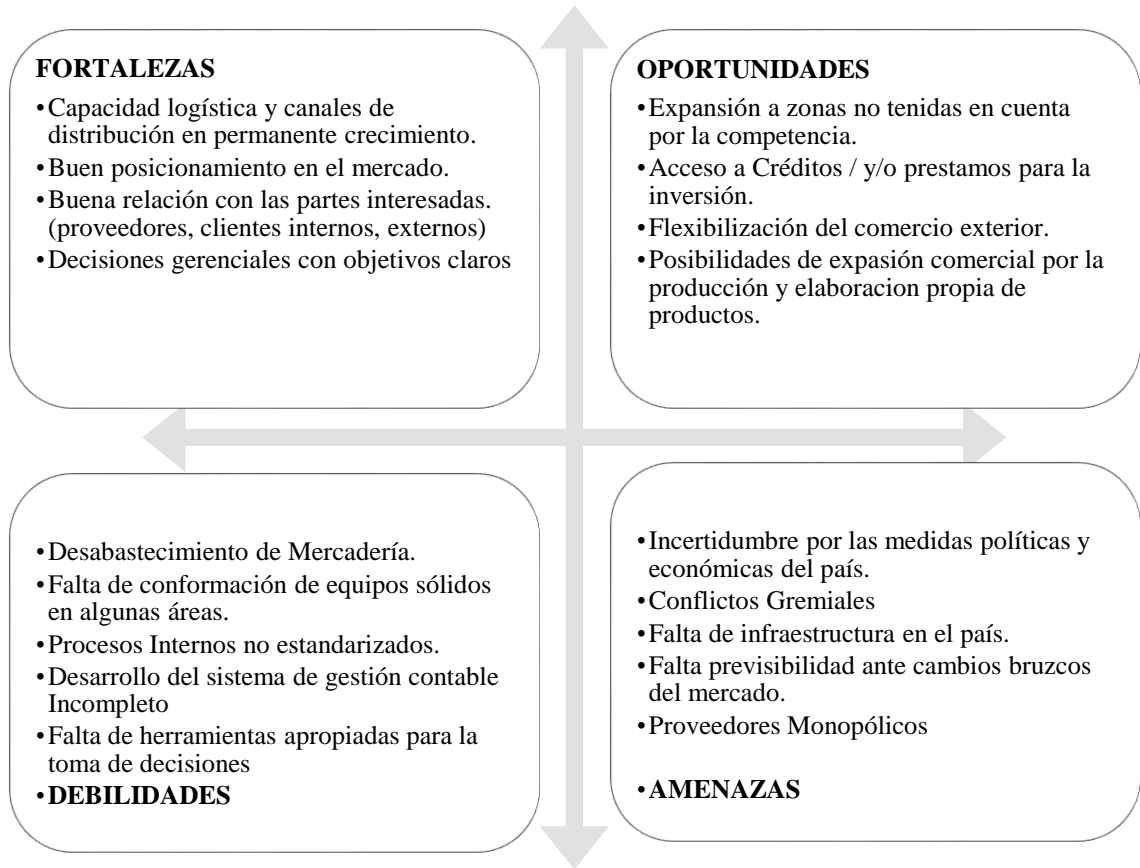 FORTALEZAS
•Capacidad logística y canales de
distribución en permanente crecimiento.
•Buen posicionamiento en el mercado.
•Buena relación con las partes interesadas.
(proveedores, clientes internos, externos)
•Decisiones gerenciales con objetivos claros
OPORTUNIDADES
•Expansión a zonas no tenidas en cuenta
por la competencia.
•Acceso a Créditos / y/o prestamos para la
inversión.
•Flexibilización del comercio exterior.
•Posibilidades de expasión comercial por la
producción y elaboracion propia de
productos.
•Desabastecimiento de Mercadería.
•Falta de conformación de equipos sólidos
en algunas áreas.
•Procesos Internos no estandarizados.
•Desarrollo del sistema de gestión contable
Incompleto
•Falta de herramientas apropiadas para la
toma de decisiones
•DEBILIDADES
•Incertidumbre por las medidas políticas y
económicas del país.
•Conflictos Gremiales
•Falta de infraestructura en el país.
•Falta previsibilidad ante cambios bruzcos
del mercado.
•Proveedores Monopólicos
•AMENAZAS